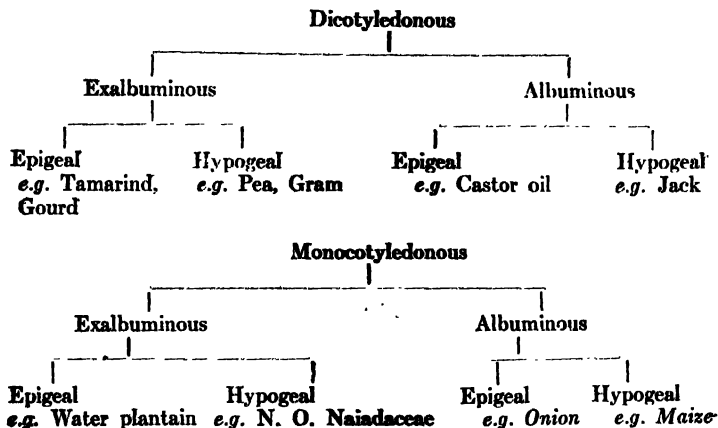 Dicotyledonous
Exalbuminous Albuminous
Epigeal Hypogeal Epigeal Hypogeal
e.g. Tamarind, e.g. Pea, Gram e.g. Castor oil e.g. Jack
Gourd
Monocotyledonous
Exalbuminous Albuminous
Epigeal Hypogeal Epigeal Hypogeal
e.g. Water plantain e.g. N. O. Naiadaceae e.g. Onion e.g. Maize